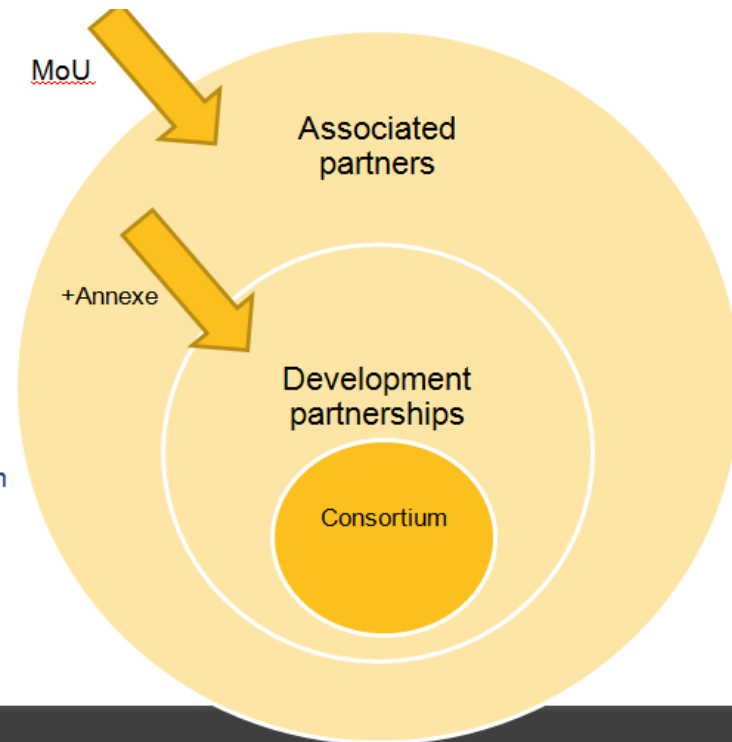 MoU
Associated
partners
+Annexe
Development
partnerships
Consortium